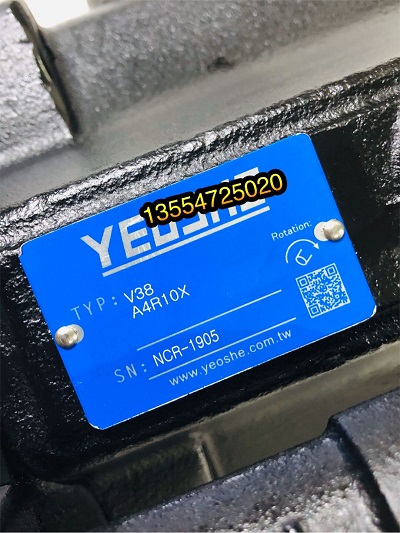 13554725020
YEOSHE
Rotation:
TYP: V38
A4R10X
SN: NCR-1905
www.yeoshe.com.tw